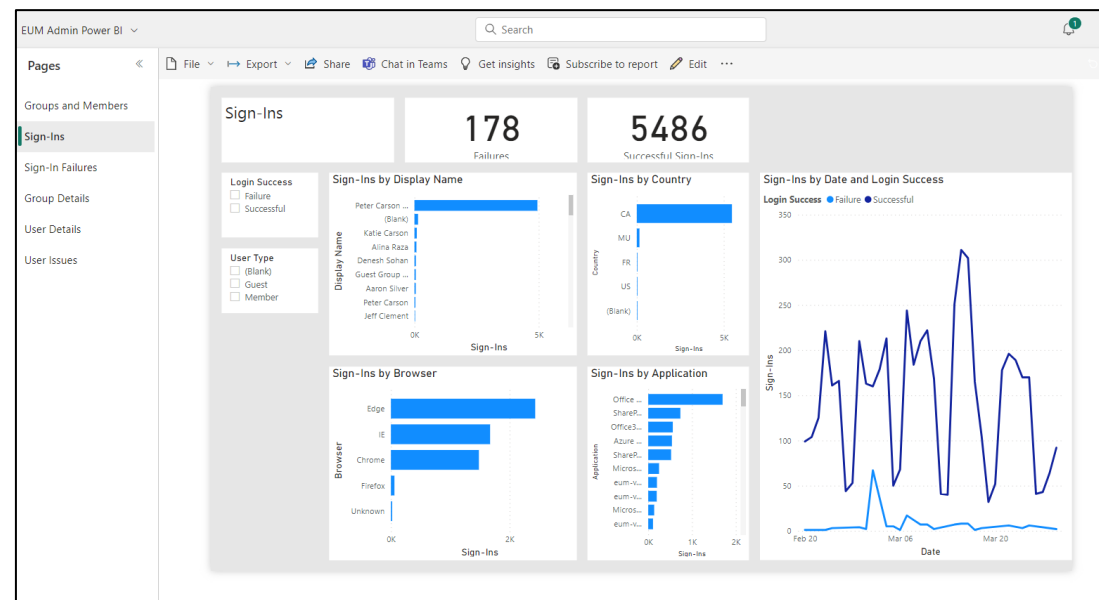 EUM Admin Power BI
Search
1
Pages
File
Export
Share
Chat in Teams
Get insights
Subscribe to report
Edit
Groups and Members
Sign-Ins
Sign-In Failures
Group Details
User Details
User Issues
Sign-Ins
178
Failures
5486
Successful Sign-Ins
Login Success
Failure
Successful
User Type
(Blank)
Guest
Member
Sign-Ins by Display Name
Display Name
Peter Carson ...
(Blank)
Katie Carson
Alina Raza
Denesh Sohan
Guest Group ...
Aaron Silver
Peter Carson
Jeff Clement
0K 5K
Sign-Ins
Sign-Ins by Country
Country
CA
MU
FR
US
(Blank)
0K 5K
Sign-Ins
Sign-Ins by Date and Login Success
Login Success Failure Successful
Sign-Ins
350
300
250
200
150
100
50
0
Feb 20 Mar 06 Mar 20
Date
Sign-Ins by Browser
Browser
Edge
IE
Chrome
Firefox
Unknown
0K 2K
Sign-Ins
Sign-Ins by Application
Application
Office ...
ShareP...
Office3...
Azure ...
ShareP...
Micros...
eum-v...
eum-v...
Micros...
eum-v...
0K 1K 2K
Sign-Ins